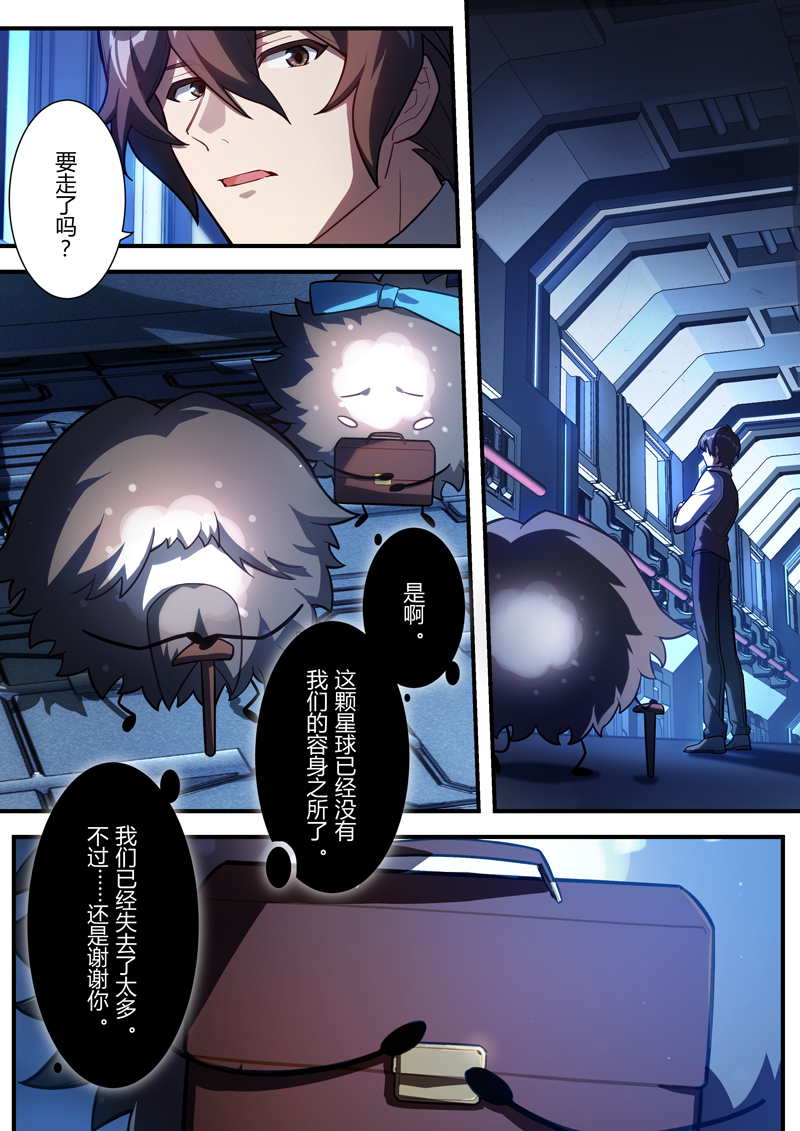 要走了吗？
是啊。
这颗星球已经没有
我们的容身之所了。
我们已经失去了太多。
不过……还是谢谢你。